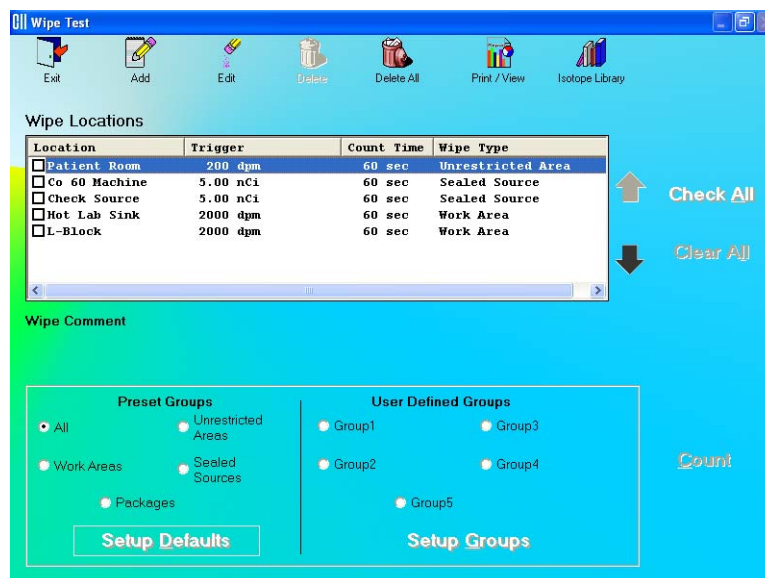 Wipe Test
Exit Add Edit Delete Delete All Print / View Isotope Library
Wipe Locations
Location Trigger Count Time Wipe Type
Patient Room 200 dpm 60 sec Unrestricted Area
Co 60 Machine 5.00 nCi 60 sec Sealed Source
Check Source 5.00 nCi 60 sec Sealed Source
Hot Lab Sink 2000 dpm 60 sec Work Area
L-Block 2000 dpm 60 sec Work Area
Check All
Clear All
Wipe Comment
Preset Groups User Defined Groups
All Unrestricted Areas Group1 Group3
Work Areas Sealed Sources Group2 Group4
Packages Group5
Count
Setup Defaults Setup Groups